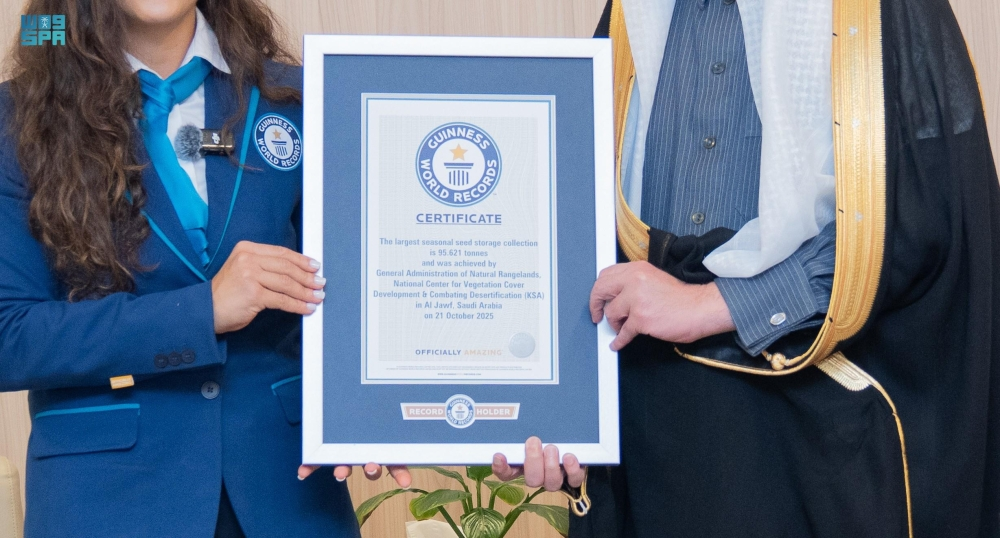 SPA
GUINNESS
WORLD RECORDS
GUINNESS
WORLD RECORDS
CERTIFICATE
The largest seasonal seed storage collection
is 95.621 tonnes
and was achieved by
General Administration of Natural Rangelands,
National Center for Vegetation Cover
Development & Combating Desertification (KSA)
in Al Jawf, Saudi Arabia
on 21 October 2025
OFFICIALLY AMAZING
RECORD HOLDER